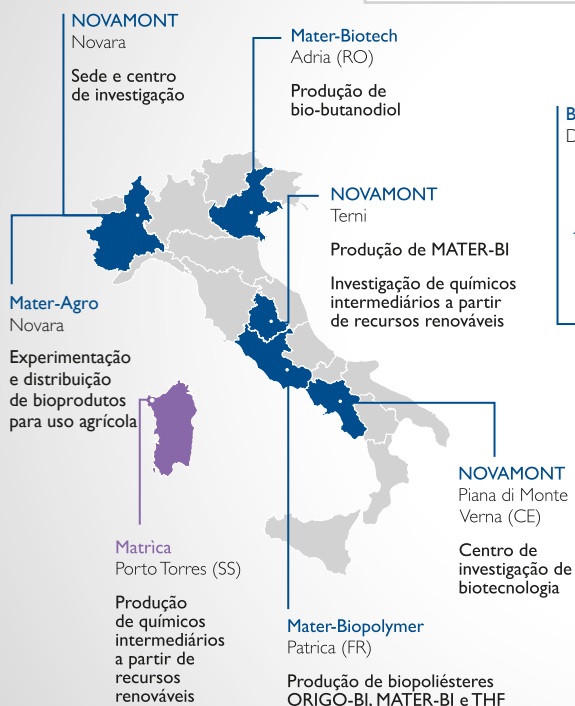 NOVAMONT
Novara
Sede e centro
de investigação
Mater-Biotech
Adria (RO)
Produção de
bio-butanodiol
B
D
NOVAMONT
Terni
Produção de MATER-BI
Investigação de químicos
intermediários a partir
de recursos renováveis
Mater-Agro
Novara
Experimentação
e distribuição
de bioprodutos
para uso agrícola
NOVAMONT
Piana di Monte
Verna (CE)
Centro de
investigação de
biotecnologia
Matrìca
Porto Torres (SS)
Produção
de químicos
intermediários
a partir de
recursos
renováveis
Mater-Biopolymer
Patrica (FR)
Produção de biopoliésteres
ORIGO-BI, MATER-BI e THF